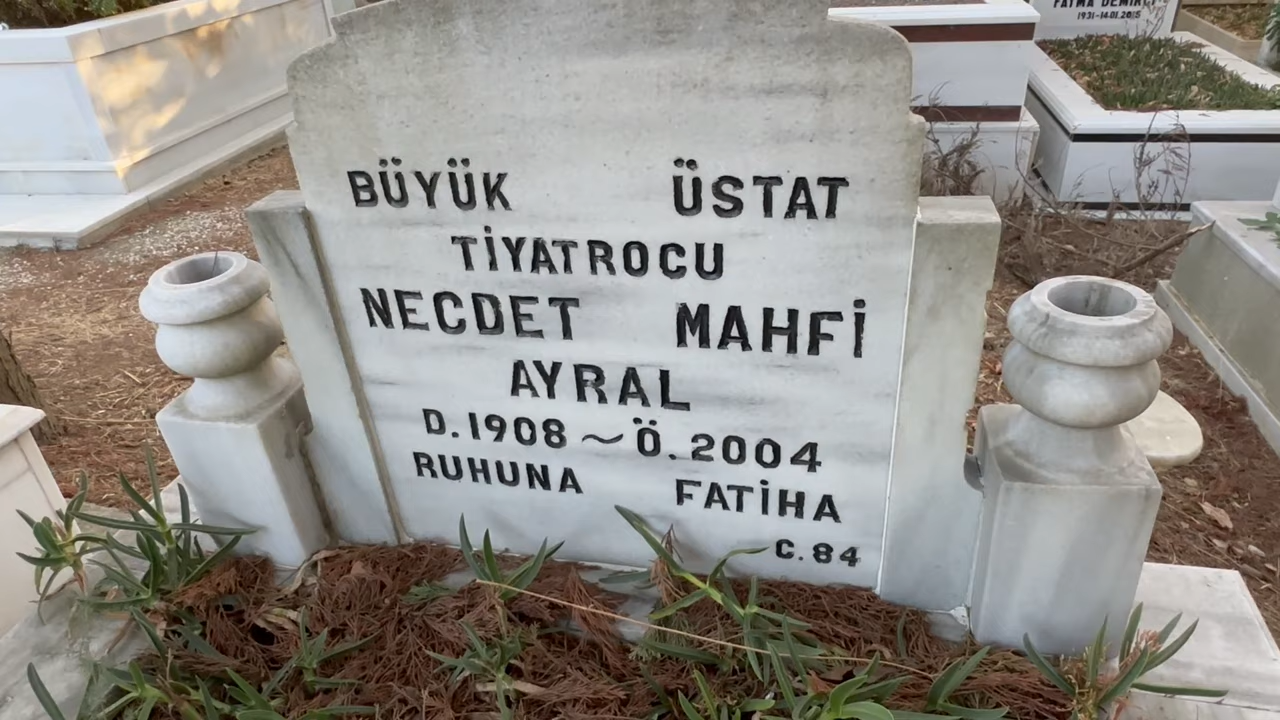 FATMA DEMİRCİ
1931-14.01.2015
BÜYÜK ÜSTAT
TİYATROCU
NECDET MAHFİ
AYRAL
D.1908~Ö.2004
RUHUNA FATİHA
C.84